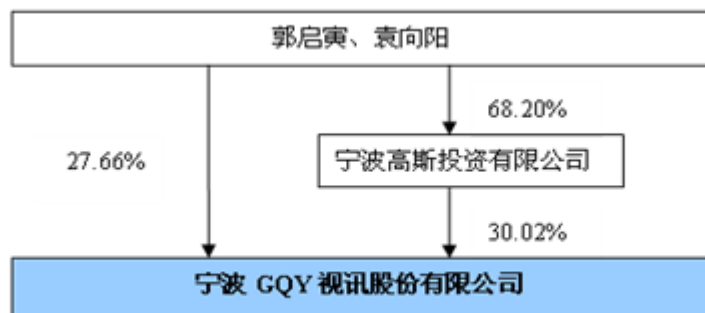 郭启寅、袁向阳
68.20%
27.66%
宁波高斯投资有限公司
30.02%
宁波 GQY 视讯股份有限公司